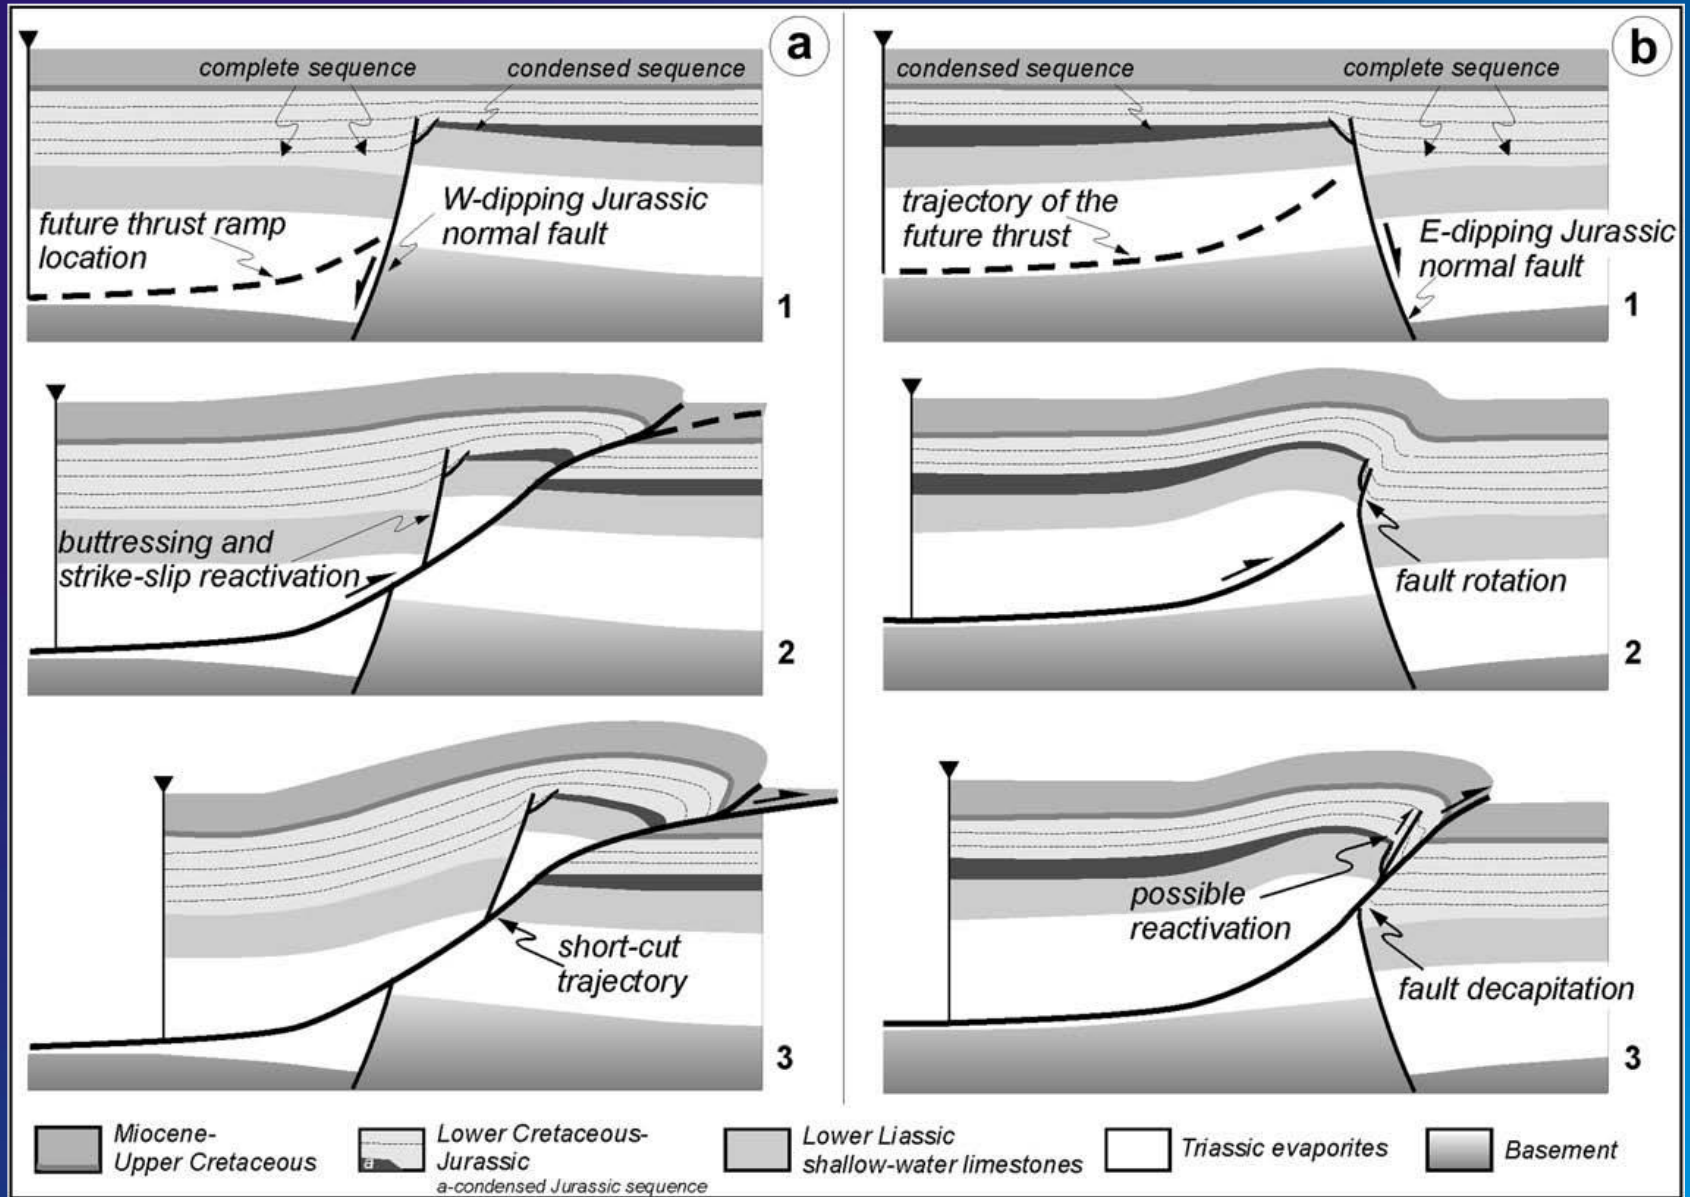 a
complete sequence
condensed sequence
future thrust ramp
location
W-dipping Jurassic
normal fault
1
buttressing and
strike-slip reactivation
2
short-cut
trajectory
3
b
condensed sequence
complete sequence
trajectory of the
future thrust
E-dipping Jurassic
normal fault
1
fault rotation
2
possible
reactivation
fault decapitation
3
Miocene-
Upper Cretaceous
a
Lower Cretaceous-
Jurassic
a-condensed Jurassic sequence
Lower Liassic
shallow-water limestones
Triassic evaporites
Basement